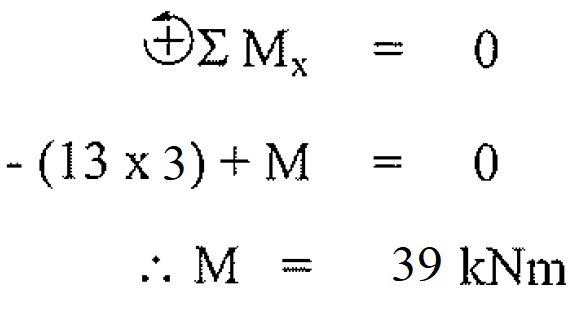 ⊕ Σ Mx = 0
- (13 x 3) + M = 0
∴ M = 39 kNm